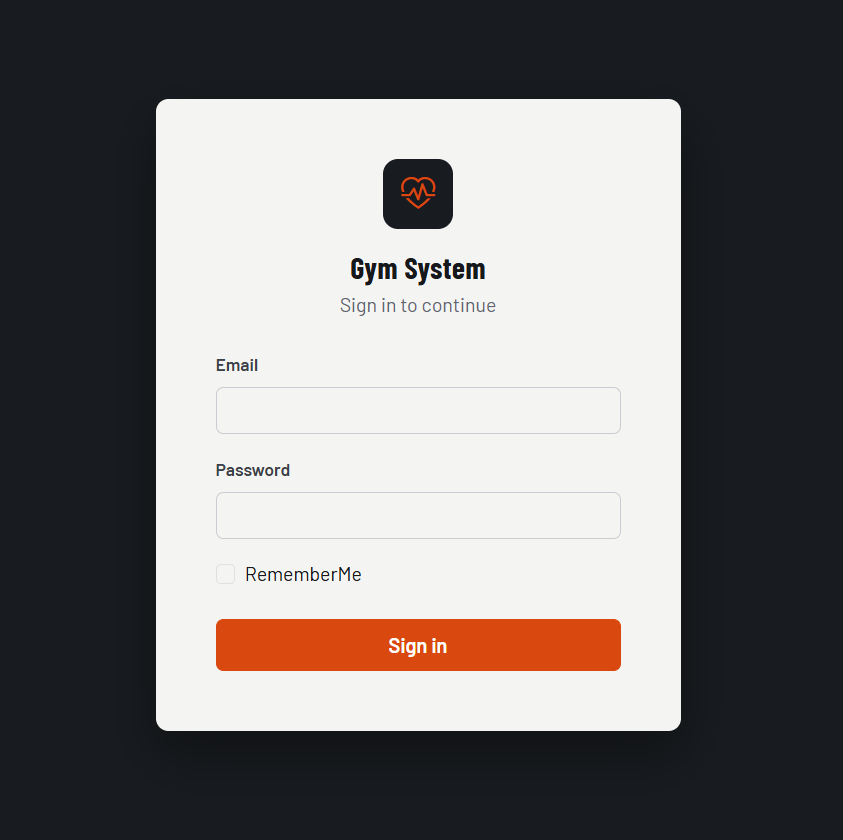 Gym System
Sign in to continue
Email
Password
RememberMe
Sign in